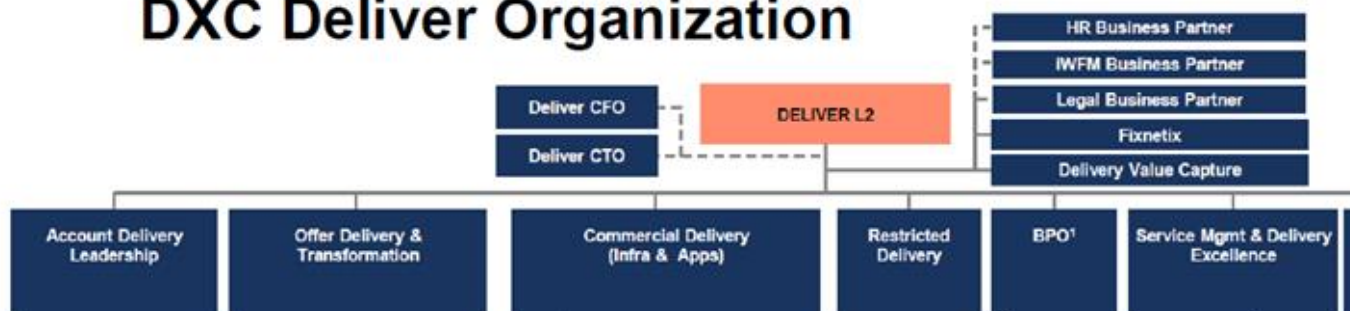 DXC Deliver Organization
HR Business Partner
IWFM Business Partner
Legal Business Partner
Fixnetix
Delivery Value Capture
Deliver CFO
Deliver CTO
DELIVER L2
Account Delivery
Leadership
Offer Delivery &
Transformation
Commercial Delivery
(Infra & Apps)
Restricted
Delivery
BPO¹
Service Mgmt & Delivery
Excellence